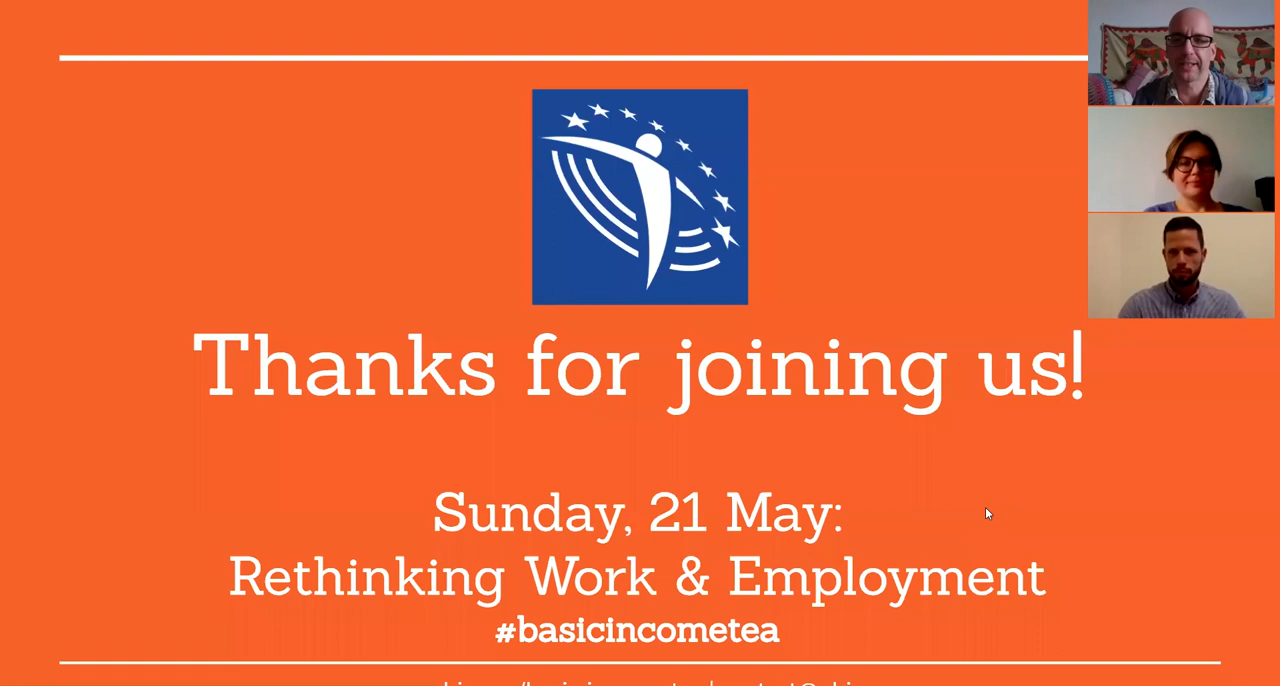 Thanks for joining us!
Sunday, 21 May:
Rethinking Work & Employment
#basicincometea